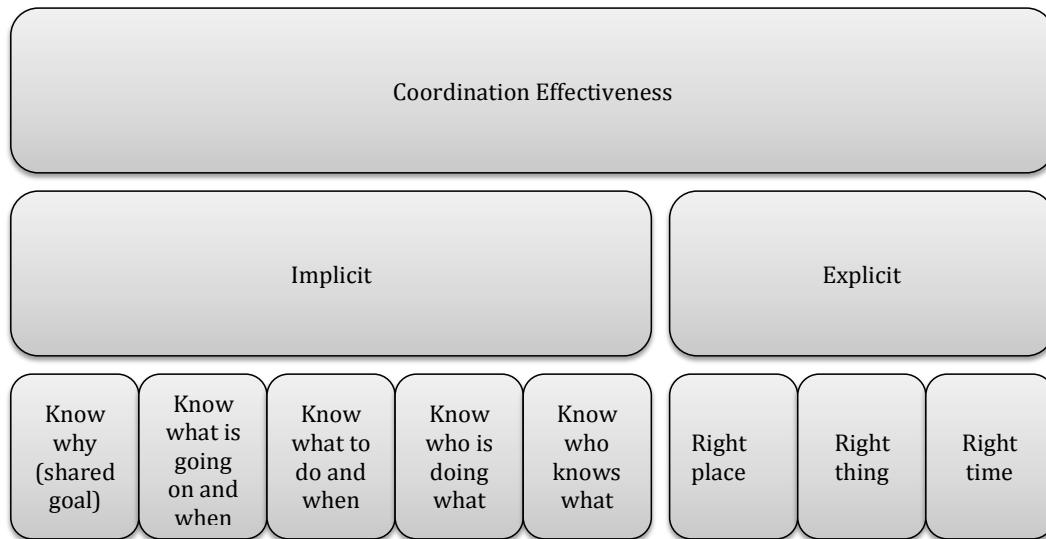 Coordination Effectiveness
Implicit
Explicit
Know
why
(shared
goal)
Know
what is
going
on and
when
Know
what to
do and
when
Know
who is
doing
what
Know
who
knows
what
Right
place
Right
thing
Right
time